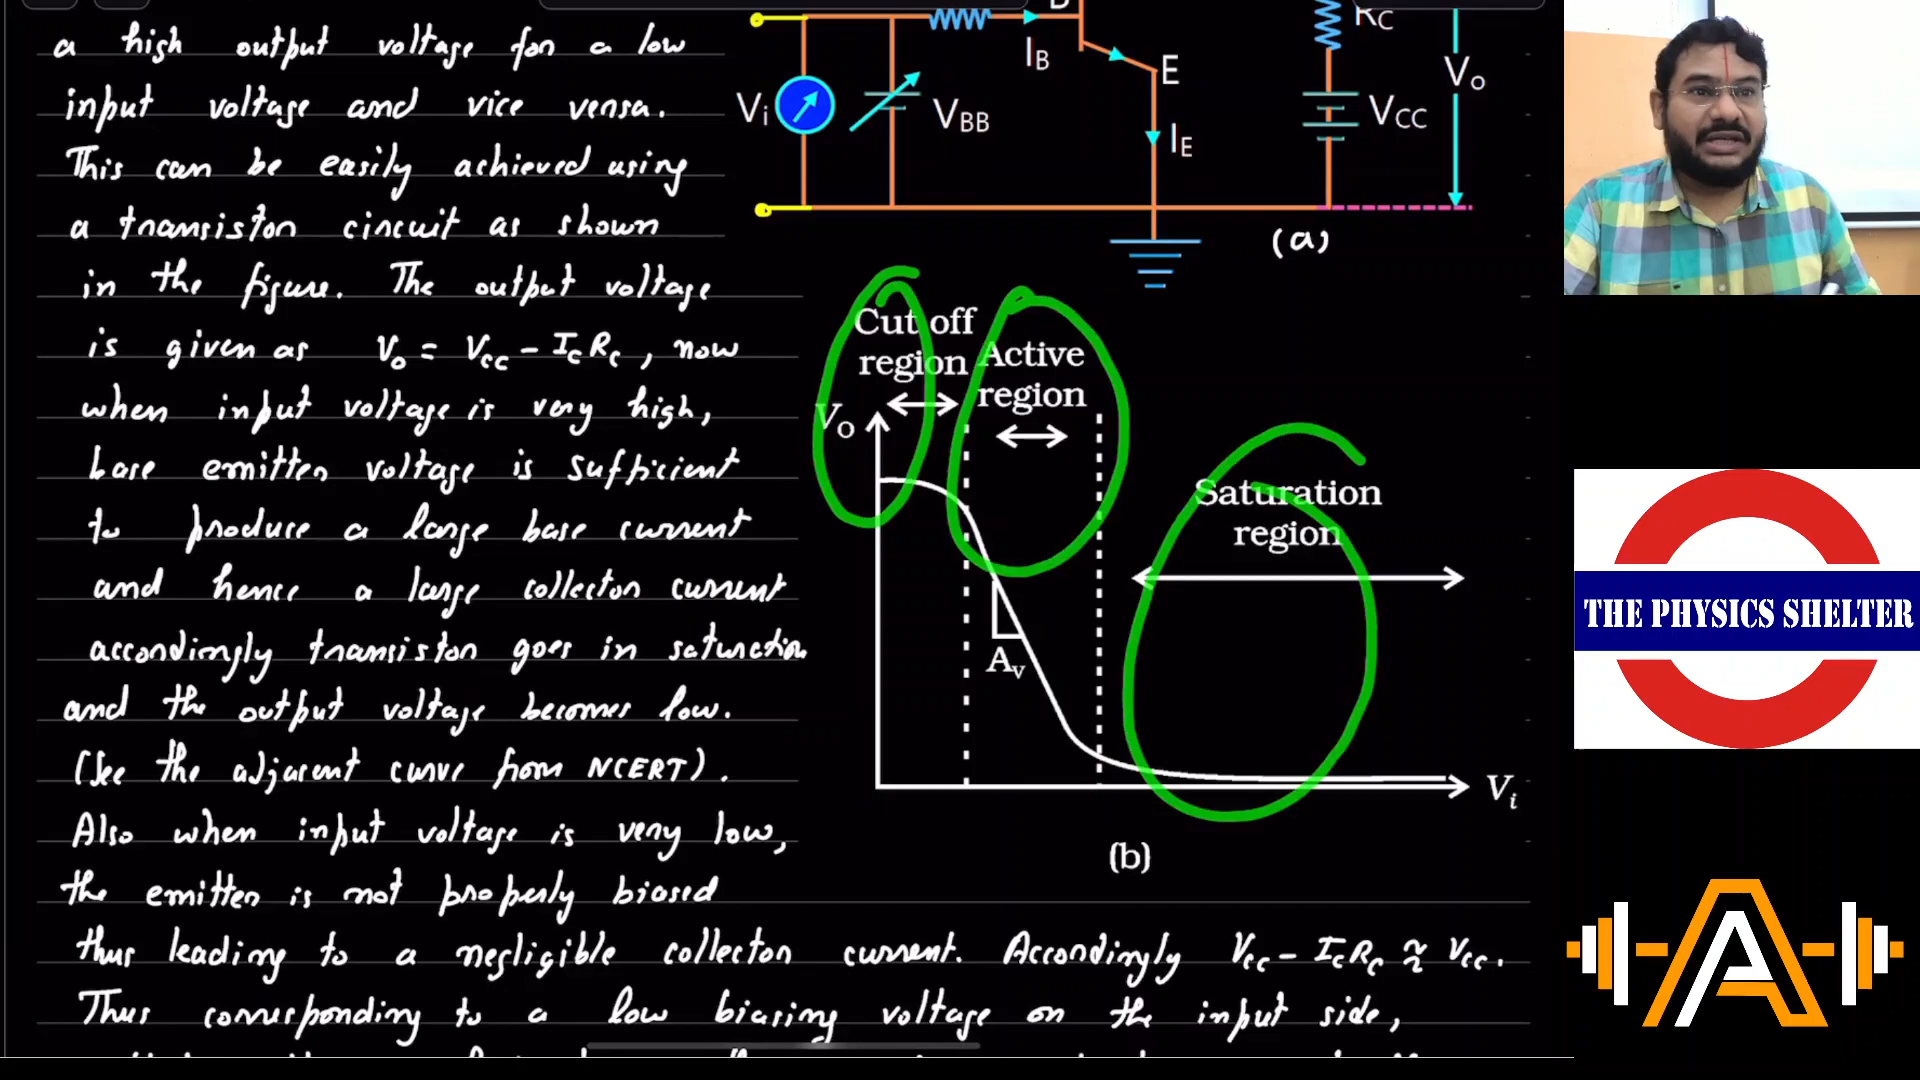 a high output voltage for a low
input voltage and vice versa.
This can be easily achieved using
a transistor circuit as shown
in the figure. The output voltage
is given as V₀ = Vcc - IcRc, now
when input voltage is very high,
base emitter voltage is sufficient
to produce a large base current
and hence a large collector current
accordingly transistor goes in saturation
and the output voltage becomes low.
(See the adjacent curve from NCERT).
Also when input voltage is very low,
the emitter is not properly biased
thus leading to a negligible collector current. Accordingly Vcc - IcRc ≈ Vcc.
Thus corresponding to a low biasing voltage on the input side,
B
RC
IB
E
Vo
Vi
VBB
VCC
IE
(a)
Cut off
region
Active
region
Vo
Saturation
region
Av
Vi
(b)
THE PHYSICS SHELTER
A